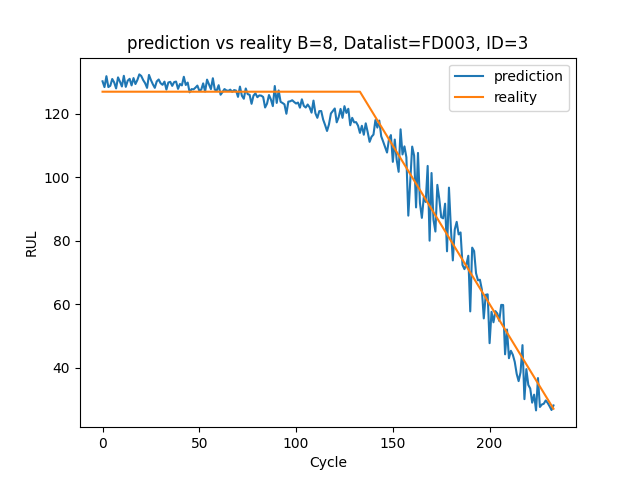 prediction vs reality B=8, Datalist=FD003, ID=3
prediction
reality
120
100
80
60
40
RUL
0
50
100
150
200
Cycle